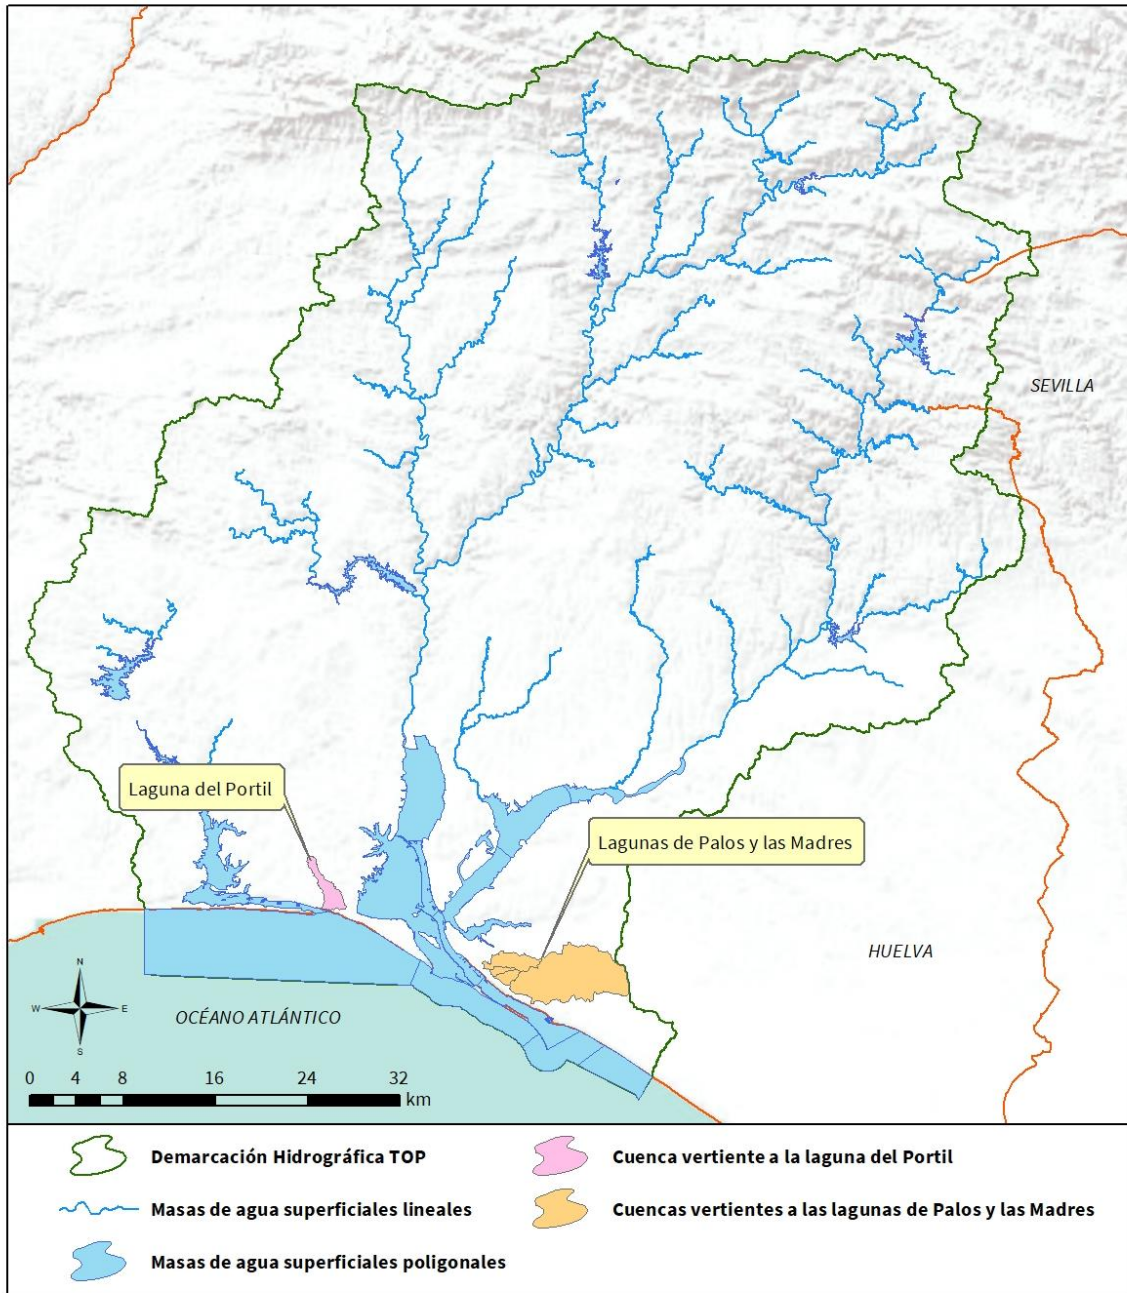 SEVILLA
Laguna del Portil
Lagunas de Palos y las Madres
HUELVA
N
W E
S
OCÉANO ATLÁNTICO
0 4 8 16 24 32
km
Demarcación Hidrográfica TOP
Cuenca vertiente a la laguna del Portil
Masas de agua superficiales lineales
Cuencas vertientes a las lagunas de Palos y las Madres
Masas de agua superficiales poligonales